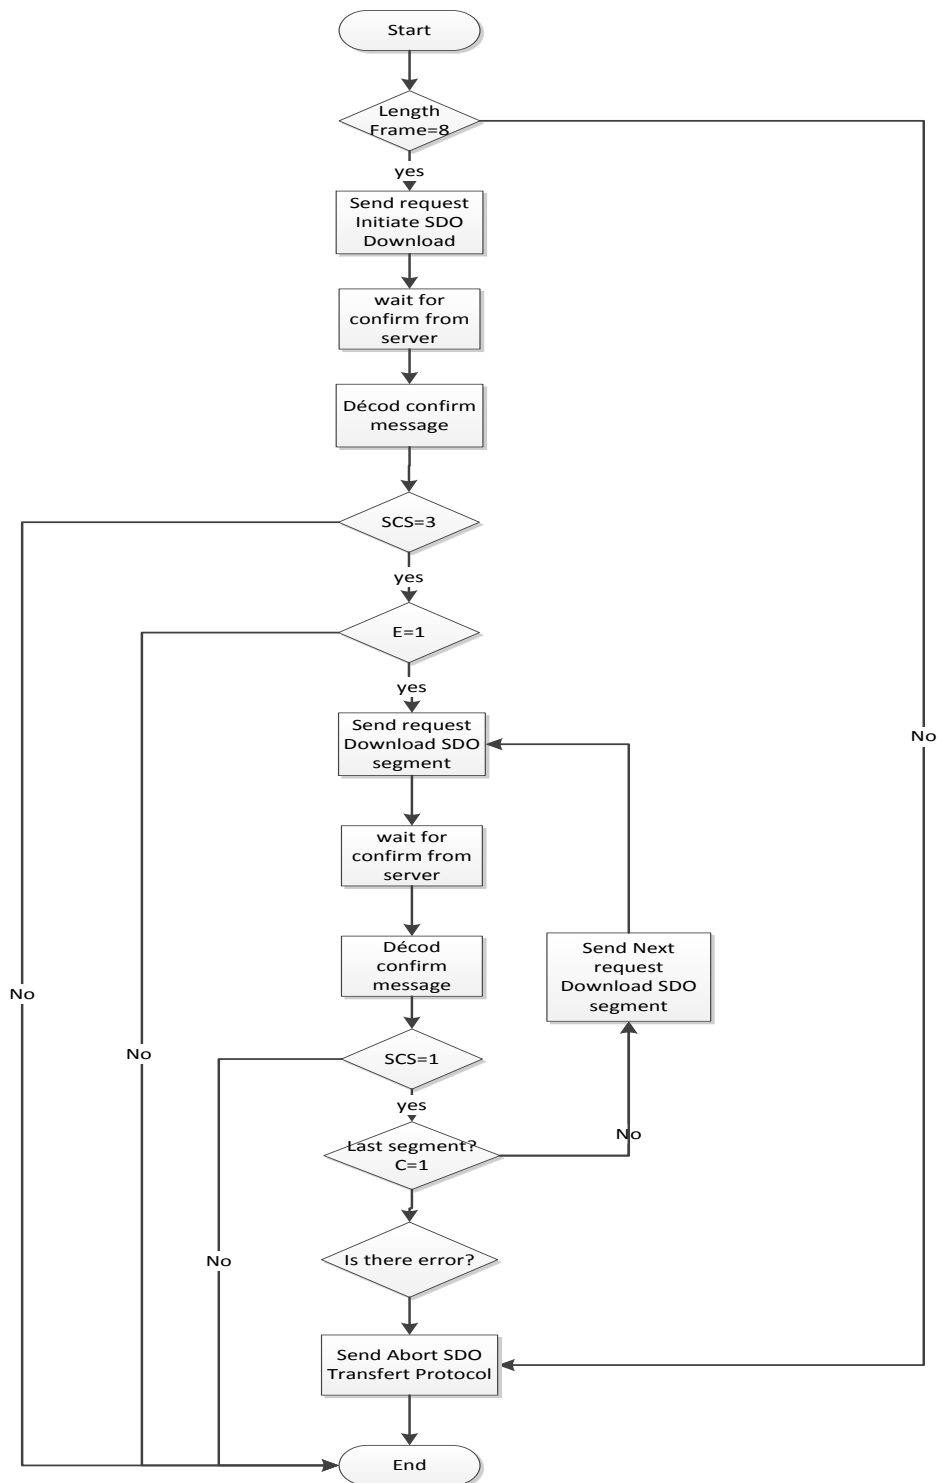 Start
Length
Frame=8
yes
Send request
Initiate SDO
Download
wait for
confirm from
server
Décod confirm
message
SCS=3
yes
E=1
yes
Send request
Download SDO
segment
No
wait for
confirm from
server
Décod
confirm
message
Send Next
request
Download SDO
segment
No
No
SCS=1
yes
Last segment?
C=1
No
Is there error?
No
Send Abort SDO
Transfert Protocol
End